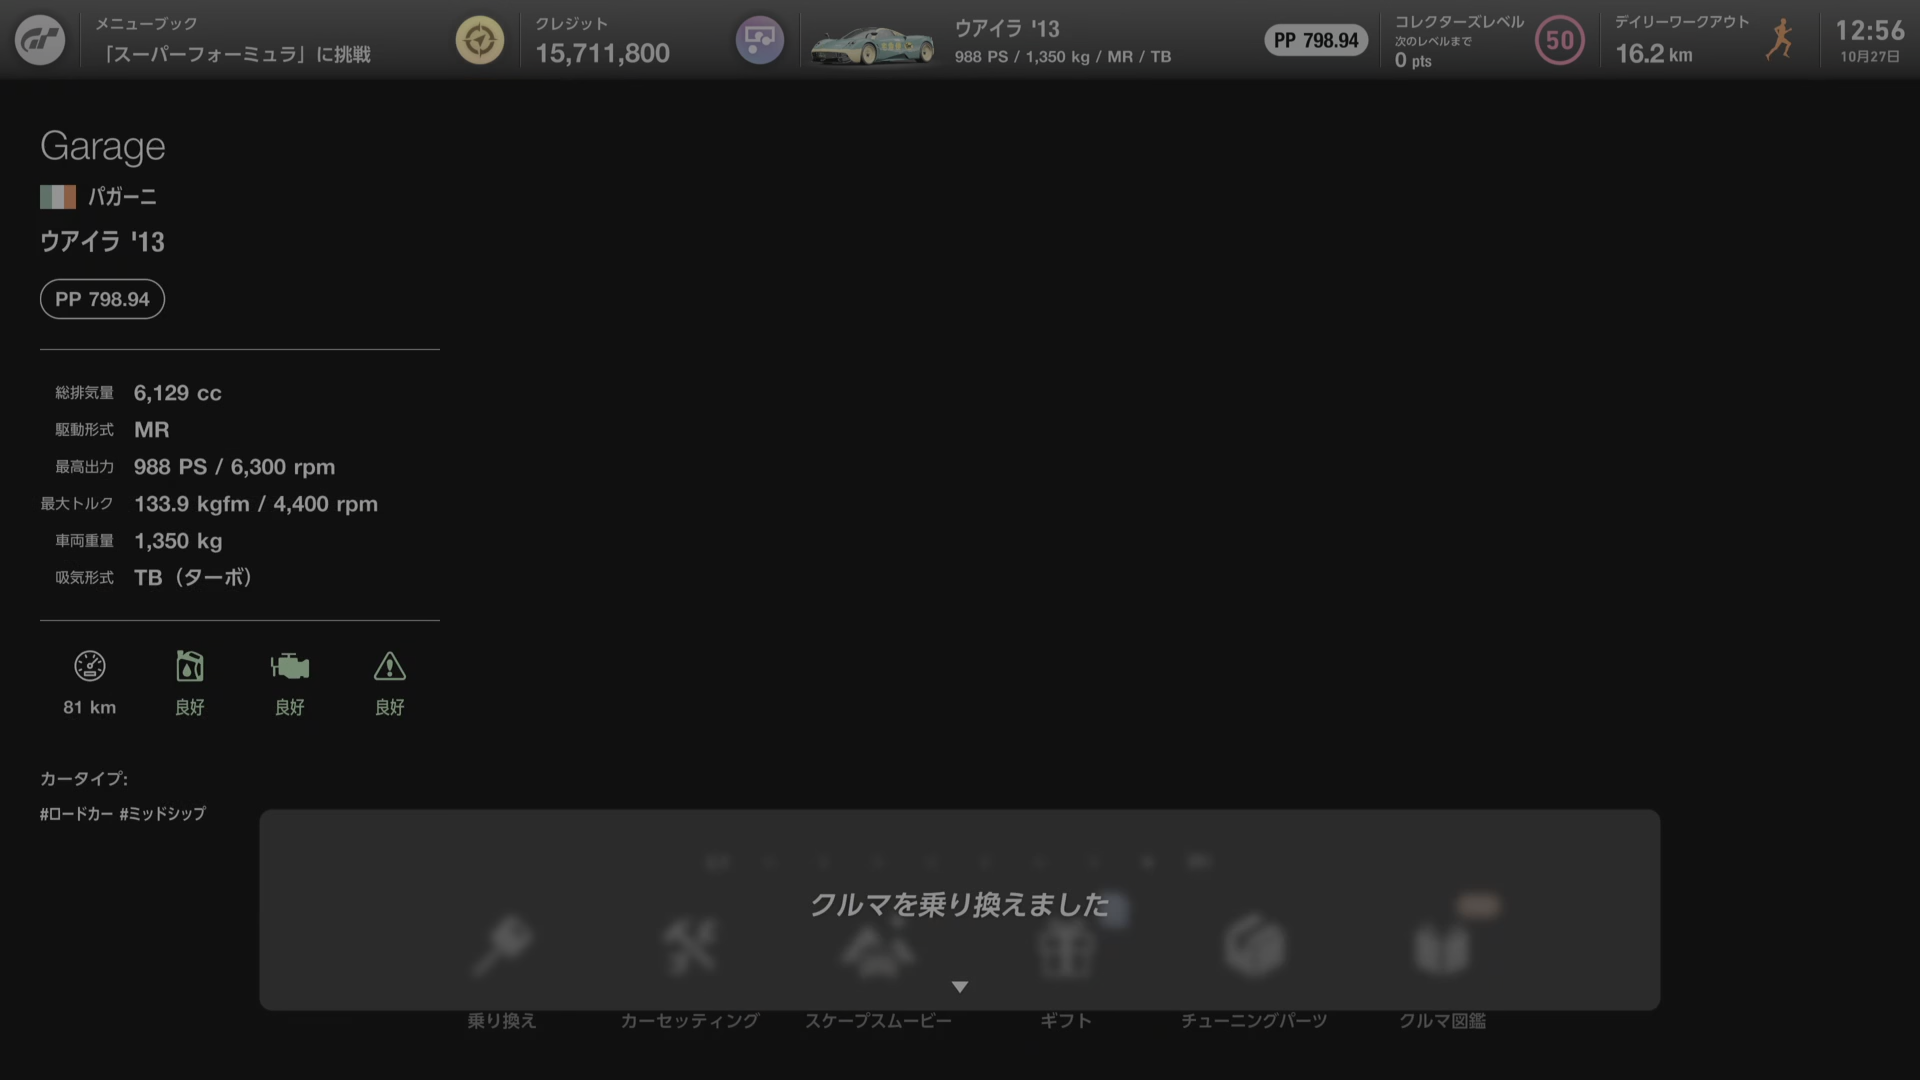 メニューブック
「スーパーフォーミュラ」に挑戦
クレジット
15,711,800
ウアイラ '13
988 PS / 1,350 kg / MR / TB
PP 798.94
コレクターズレベル
次のレベルまで
0 pts
50
デイリーワークアウト
16.2 km
12:56
10月27日
Garage
パガーニ
ウアイラ '13
PP 798.94
総排気量 6,129 cc
駆動形式 MR
最高出力 988 PS / 6,300 rpm
最大トルク 133.9 kgfm / 4,400 rpm
車両重量 1,350 kg
吸気形式 TB（ターボ）
81 km 良好 良好 良好
カータイプ:
#ロードカー #ミッドシップ
クルマを乗り換えました
乗り換え カーセッティング スケープスムービー ギフト チューニングパーツ クルマ図鑑